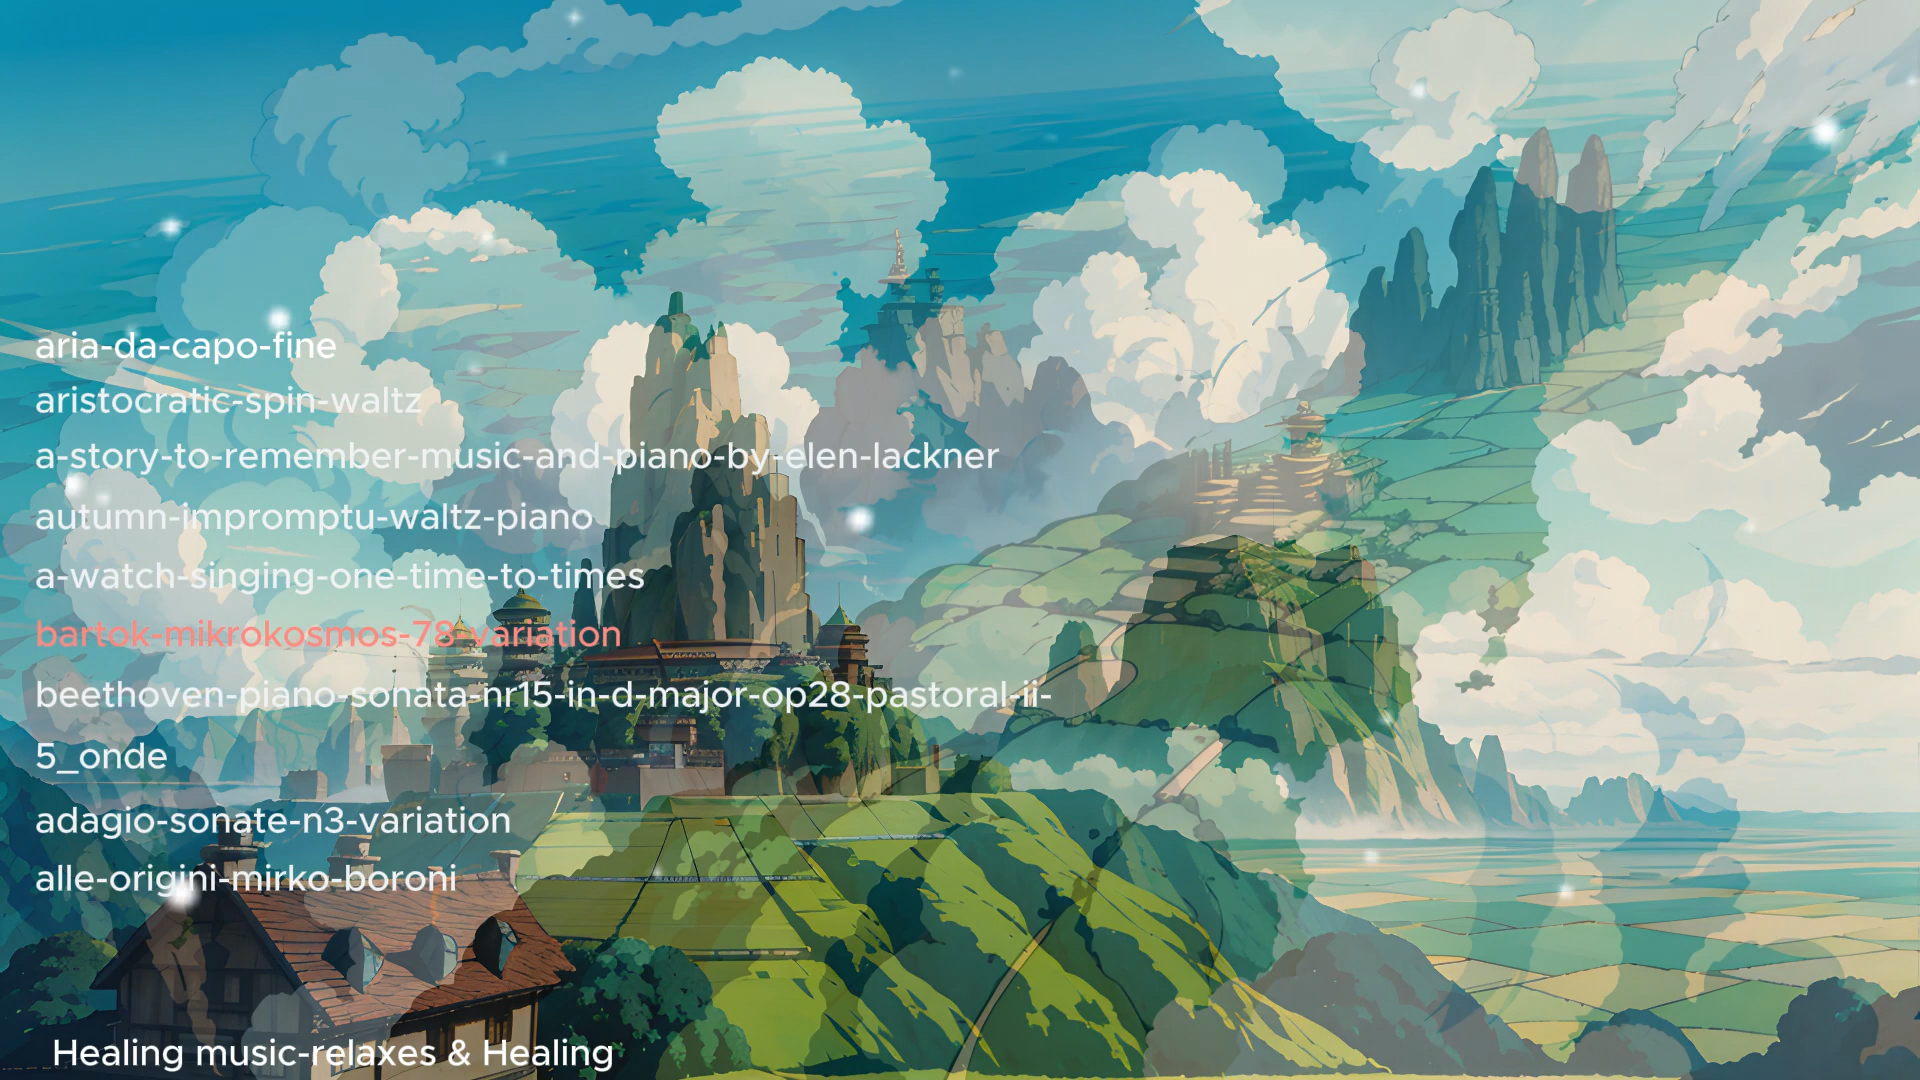 aria-da-capo-fine
aristocratic-spin-waltz
a-story-to-remember-music-and-piano-by-elen-lackner
autumn-impromptu-waltz-piano
a-watch-singing-one-time-to-times
bartok-mikrokosmos-78-variation
beethoven-piano-sonata-nr15-in-d-major-op28-pastoral-ii-
5_onde
adagio-sonate-n3-variation
alle-origini-mirko-boroni
Healing music-relaxes & Healing